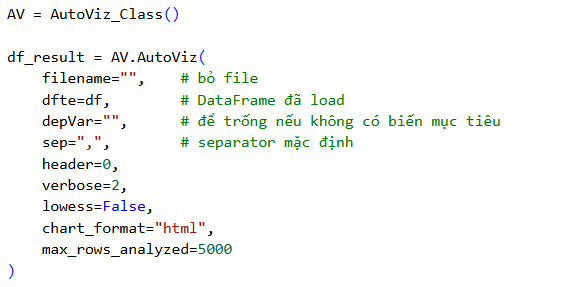 AV = AutoViz_Class()

df_result = AV.AutoViz(
    filename="",    # bỏ file
    dfte=df,        # DataFrame đã load
    depVar="",      # để trống nếu không có biến mục tiêu
    sep=",",        # separator mặc định
    header=0,
    verbose=2,
    lowess=False,
    chart_format="html",
    max_rows_analyzed=5000
)